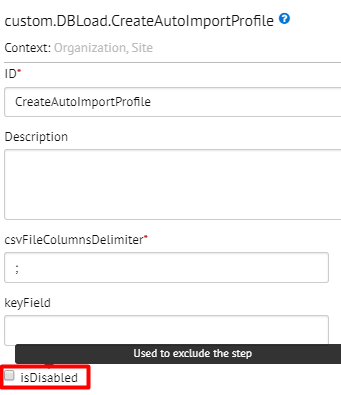 custom.DBLoad.CreateAutoImportProfile ?
Context: Organization, Site
ID*
CreateAutoImportProfile
Description
csvFileColumnsDelimiter*
;
keyField
Used to exclude the step
isDisabled